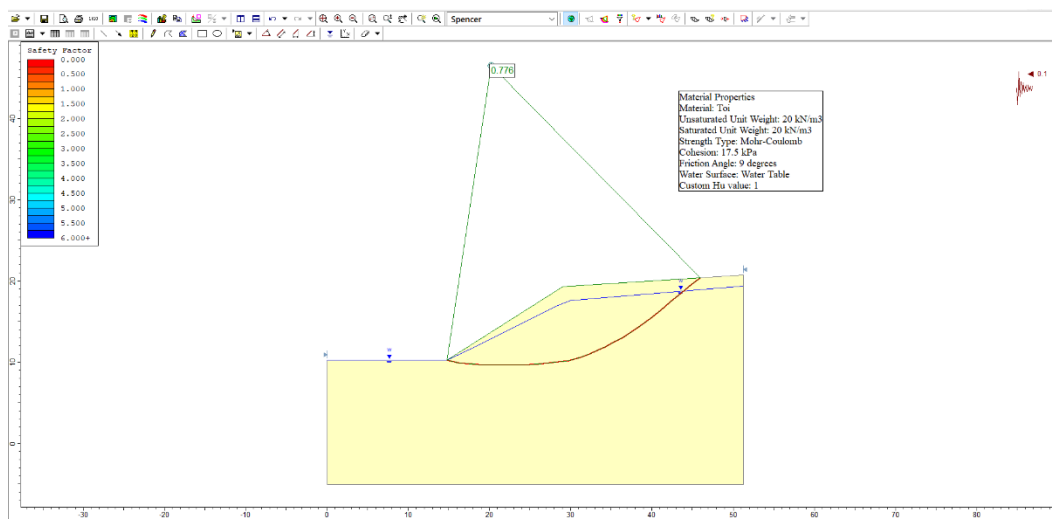 Spencer
Safety Factor
0.000
0.500
1.000
1.500
2.000
2.500
3.000
3.500
4.000
4.500
5.000
5.500
6.000+
0.776
0.1
Material Properties
Material: Toi
Unsaturated Unit Weight: 20 kN/m3
Saturated Unit Weight: 20 kN/m3
Strength Type: Mohr-Coulomb
Cohesion: 17.5 kPa
Friction Angle: 9 degrees
Water Surface: Water Table
Custom Hu value: 1
40
30
20
10
0
-30
-20
-10
0
10
20
30
40
50
60
70
80